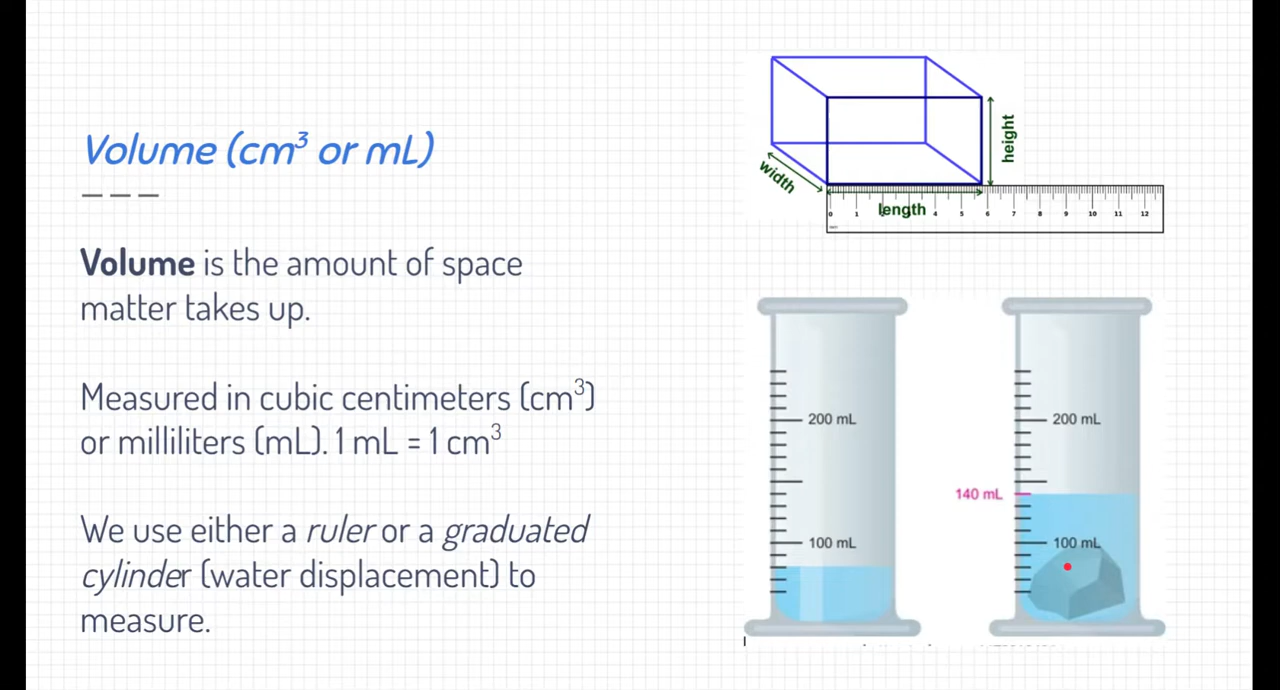 Volume (cm³ or mL)
Volume is the amount of space
matter takes up.
Measured in cubic centimeters (cm³)
or milliliters (mL). 1 mL = 1 cm³
We use either a ruler or a graduated
cylinder (water displacement) to
measure.
height
width
length
0 1 4 5 6 7 8 9 10 11 12
200 mL
100 mL
200 mL
140 mL
100 mL